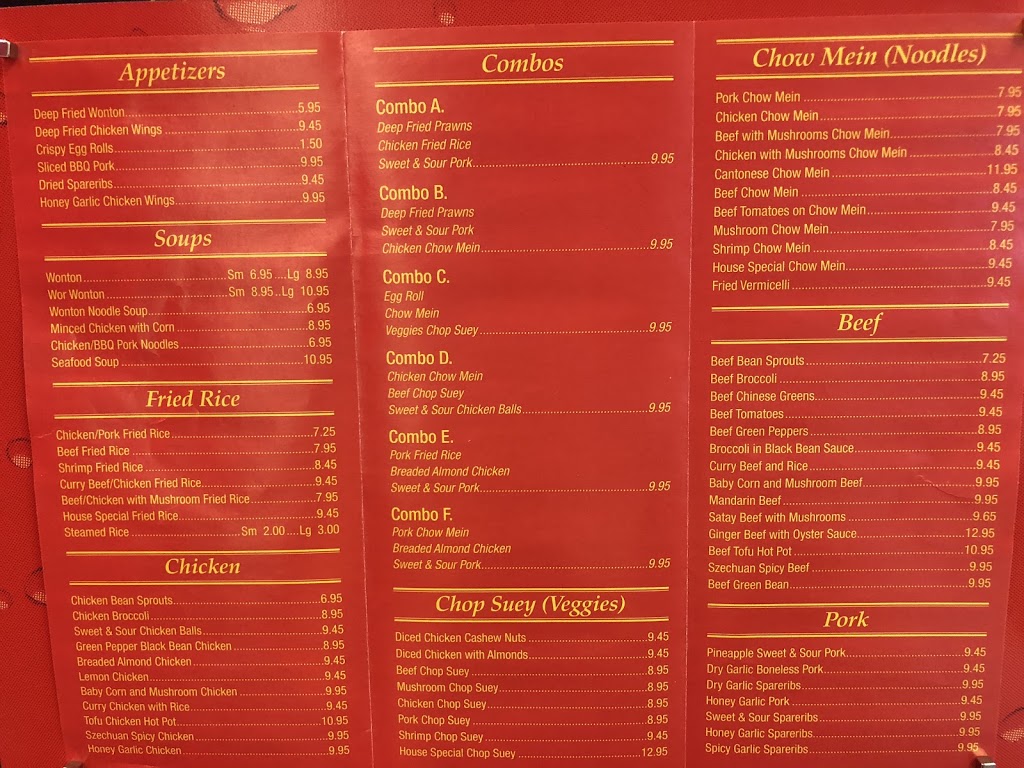 Appetizers
Deep Fried Wonton 5.95
Deep Fried Chicken Wings 9.45
Crispy Egg Rolls 1.50
Sliced BBQ Pork 9.95
Dried Spareribs 9.45
Honey Garlic Chicken Wings 9.95
Soups
Wonton Sm 6.95 Lg 8.95
Wor Wonton Sm 8.95 Lg 10.95
Wonton Noodle Soup 6.95
Minced Chicken with Corn 8.95
Chicken/BBQ Pork Noodles 6.95
Seafood Soup 10.95
Fried Rice
Chicken/Pork Fried Rice 7.25
Beef Fried Rice 7.95
Shrimp Fried Rice 8.45
Curry Beef/Chicken Fried Rice 9.45
Beef/Chicken with Mushroom Fried Rice 7.95
House Special Fried Rice 9.45
Steamed Rice Sm 2.00 Lg 3.00
Chicken
Chicken Bean Sprouts 6.95
Chicken Broccoli 8.95
Sweet & Sour Chicken Balls 9.45
Green Pepper Black Bean Chicken 8.95
Breaded Almond Chicken 9.45
Lemon Chicken 9.45
Baby Corn and Mushroom Chicken 9.95
Curry Chicken with Rice 9.45
Tofu Chicken Hot Pot 10.95
Szechuan Spicy Chicken 9.95
Honey Garlic Chicken 9.95
Combos
Combo A.
Deep Fried Prawns
Chicken Fried Rice
Sweet & Sour Pork 9.95
Combo B.
Deep Fried Prawns
Sweet & Sour Pork
Chicken Chow Mein 9.95
Combo C.
Egg Roll
Chow Mein
Veggies Chop Suey 9.95
Combo D.
Chicken Chow Mein
Beef Chop Suey
Sweet & Sour Chicken Balls 9.95
Combo E.
Pork Fried Rice
Breaded Almond Chicken
Sweet & Sour Pork 9.95
Combo F.
Pork Chow Mein
Breaded Almond Chicken
Sweet & Sour Pork 9.95
Chop Suey (Veggies)
Diced Chicken Cashew Nuts 9.45
Diced Chicken with Almonds 9.45
Beef Chop Suey 8.95
Mushroom Chop Suey 8.95
Chicken Chop Suey 8.95
Pork Chop Suey 8.95
Shrimp Chop Suey 9.45
House Special Chop Suey 12.95
Chow Mein (Noodles)
Pork Chow Mein 7.95
Chicken Chow Mein 7.95
Beef with Mushrooms Chow Mein 7.95
Chicken with Mushrooms Chow Mein 8.45
Cantonese Chow Mein 11.95
Beef Chow Mein 8.45
Beef Tomatoes on Chow Mein 9.45
Mushroom Chow Mein 7.95
Shrimp Chow Mein 8.45
House Special Chow Mein 9.45
Fried Vermicelli 9.45
Beef
Beef Bean Sprouts 7.25
Beef Broccoli 8.95
Beef Chinese Greens 9.45
Beef Tomatoes 9.45
Beef Green Peppers 8.95
Broccoli in Black Bean Sauce 9.45
Curry Beef and Rice 9.45
Baby Corn and Mushroom Beef 9.95
Mandarin Beef 9.95
Satay Beef with Mushrooms 9.65
Ginger Beef with Oyster Sauce 12.95
Beef Tofu Hot Pot 10.95
Szechuan Spicy Beef 9.95
Beef Green Bean 9.95
Pork
Pineapple Sweet & Sour Pork 9.45
Dry Garlic Boneless Pork 9.45
Dry Garlic Spareribs 9.95
Honey Garlic Pork 9.45
Sweet & Sour Spareribs 9.95
Honey Garlic Spareribs 9.95
Spicy Garlic Spareribs 9.95